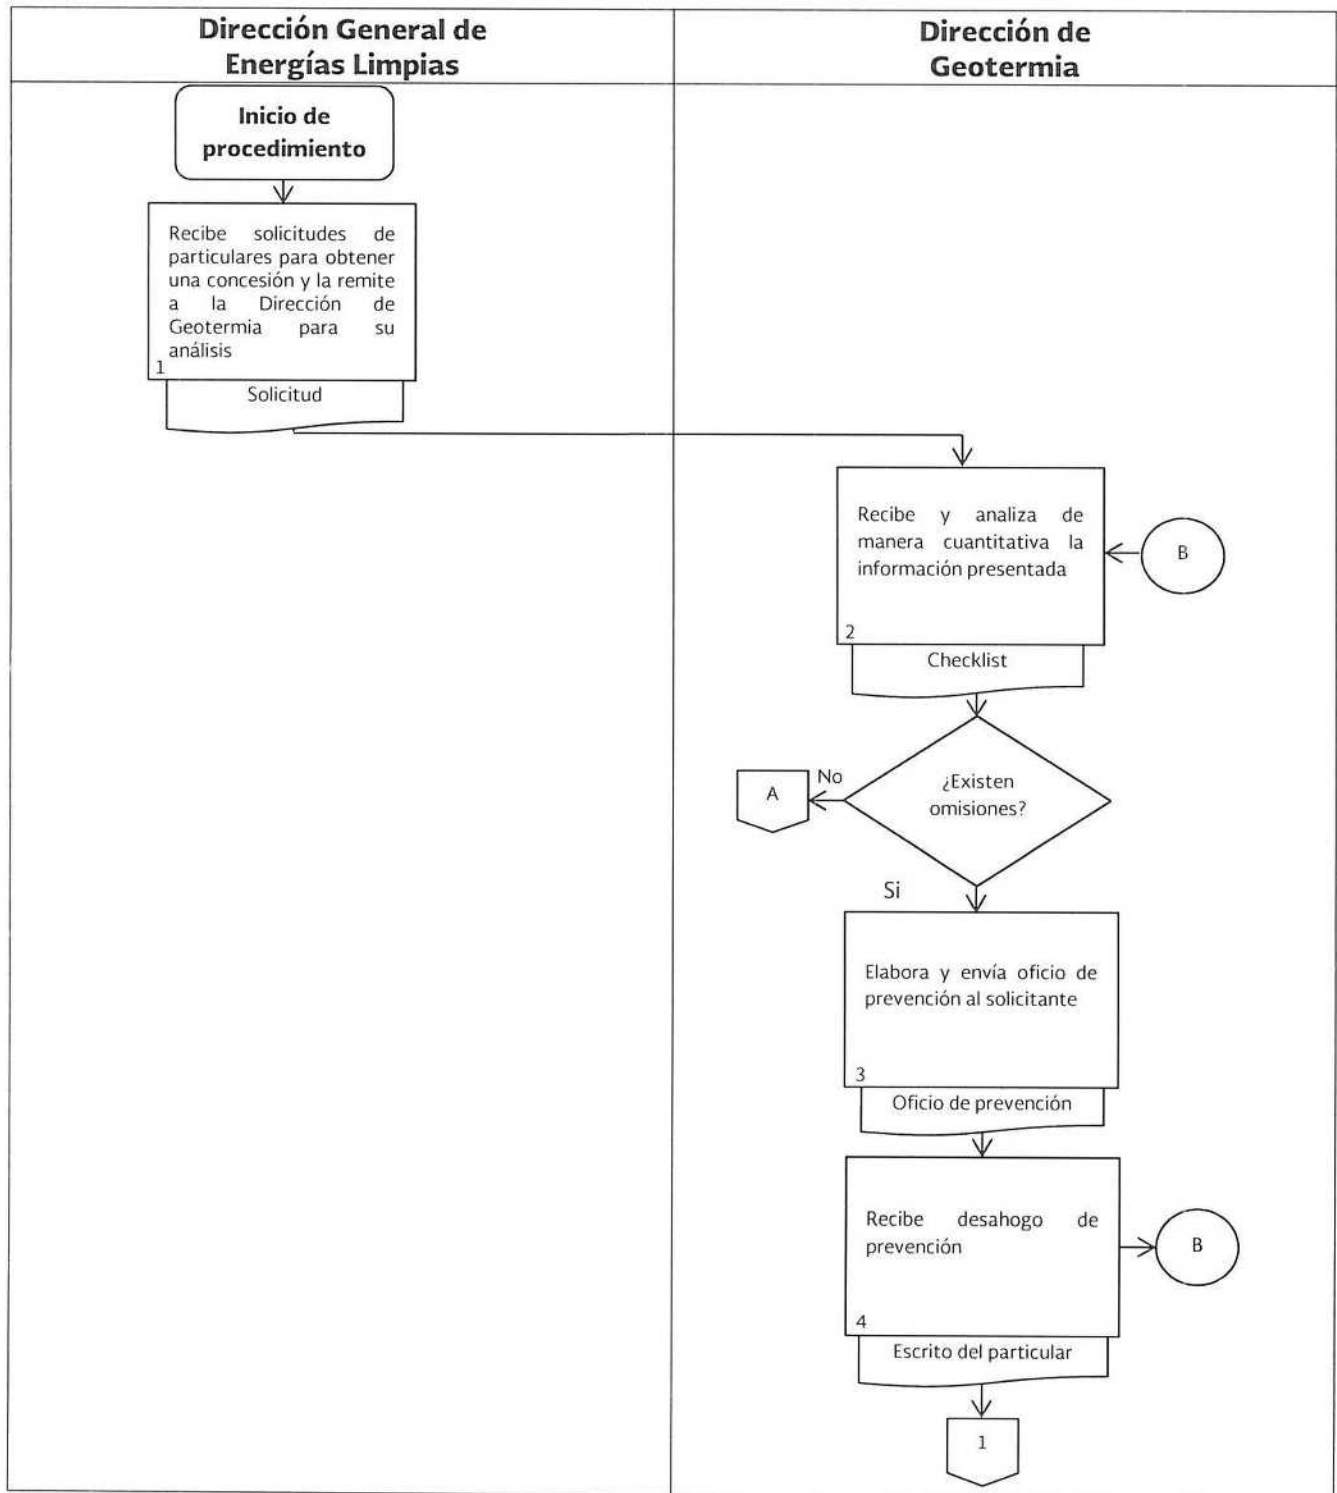 Dirección General de
Energías Limpias
Dirección de
Geotermia
Inicio de
procedimiento
Recibe solicitudes de
particulares para obtener
una concesión y la remite
a la Dirección de
Geotermia para su
análisis
1
Solicitud
Recibe y analiza de
manera cuantitativa la
información presentada
2
B
Checklist
¿Existen
omisiones?
No
A
Si
Elabora y envía oficio de
prevención al solicitante
3
Oficio de prevención
Recibe desahogo de
prevención
4
B
Escrito del particular
1